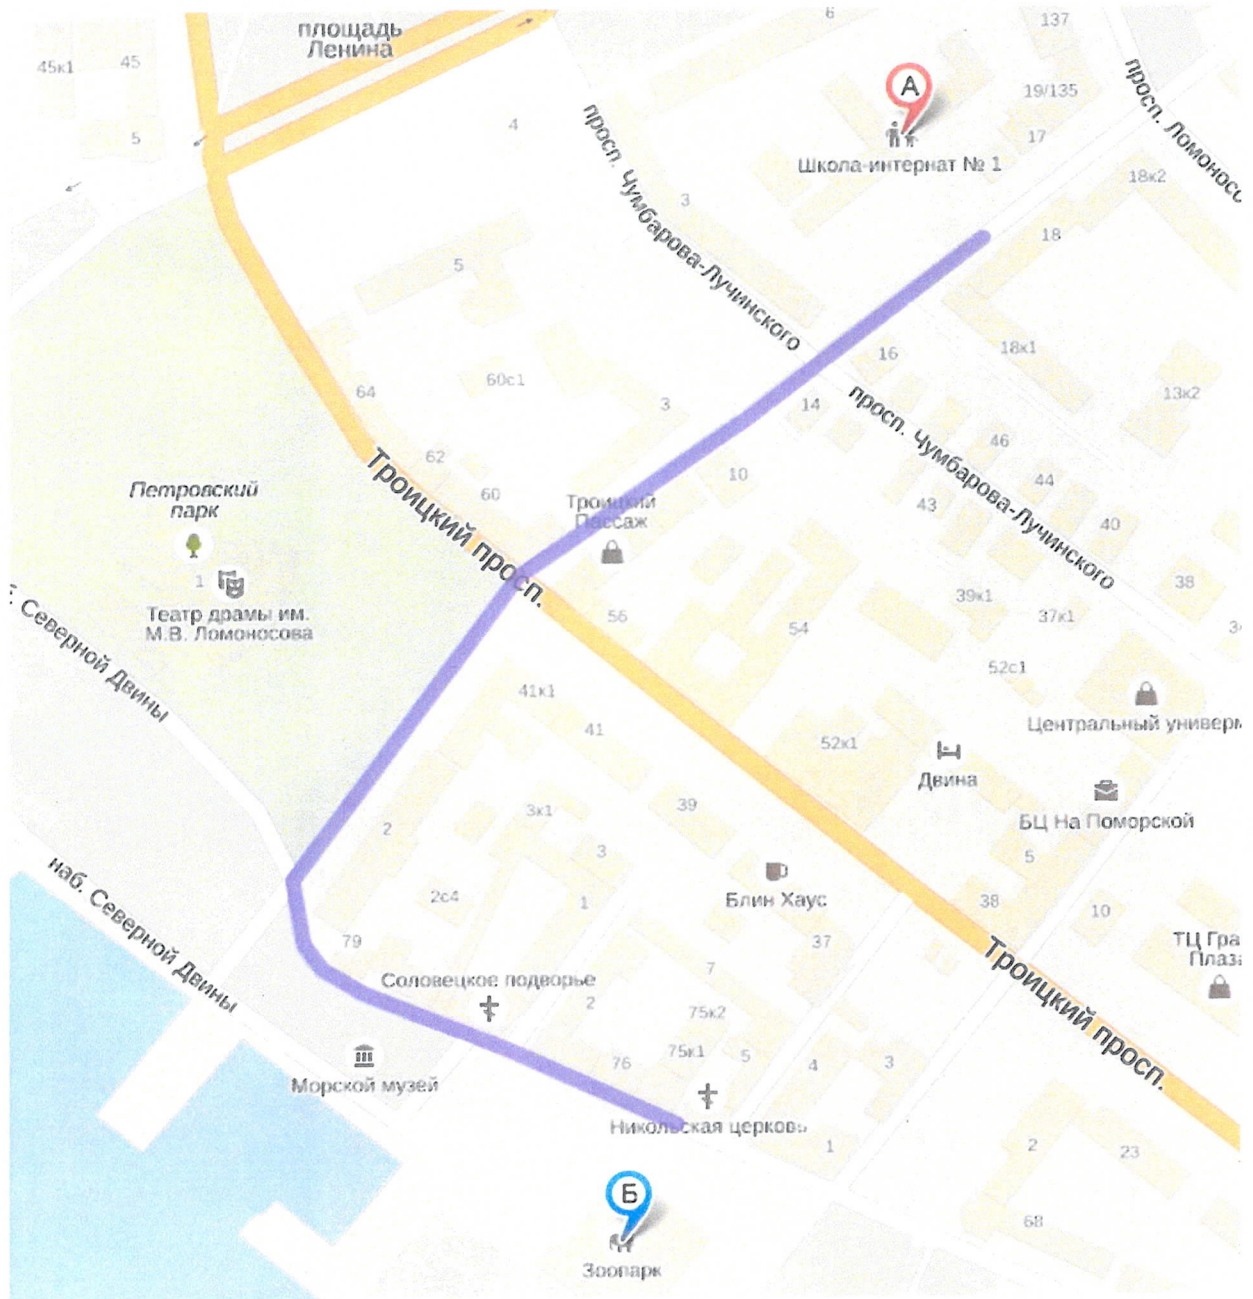 площадь
Ленина
6
137
45к1
45
19/135
А
5
4
17
просп. Ломонос
Школа-интернат № 1
18к2
просп. Чумбарова-Лучинского
3
18
5
16
18к1
60с1
64
3
14
13к2
просп. Чумбарова-Лучинского
62
46
Троицкий просп.
10
44
Петровский
парк
60
Троицкий
Пассаж
43
40
1
38
Театр драмы им.
М.В. Ломоносова
39к1
37к1
56
54
Северной Двины
52с1
41к1
Центральный универм
41
52к1
Двина
39
3к1
БЦ На Поморской
2
3
5
наб. Северной Двины
Блин Хаус
2с4
1
38
10
79
37
ТЦ Гра
Плаза
Троицкий просп.
Соловецкое подворье
7
2
75к2
Морской музей
76
75к1
5
4
3
Никольская церковь
1
2
23
Б
68
Зоопарк